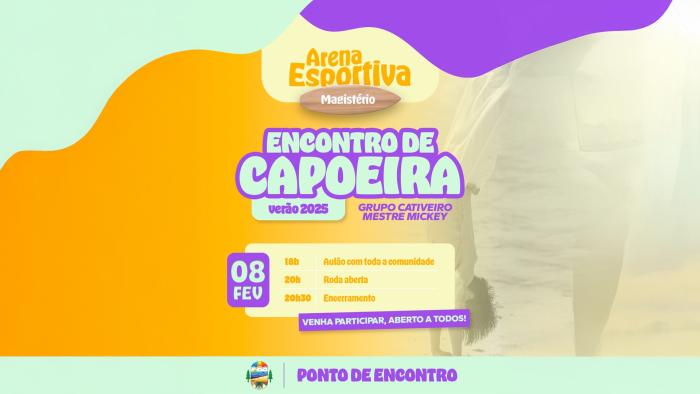 Arena
Esportiva
Magistério
ENCONTRO DE
CAPOEIRA
verão 2025
GRUPO CATIVEIRO
MESTRE MICKEY
08
FEV
18h Aulão com toda a comunidade
20h Roda aberta
20h30 Encerramento
VENHA PARTICIPAR, ABERTO A TODOS!
PONTO DE ENCONTRO